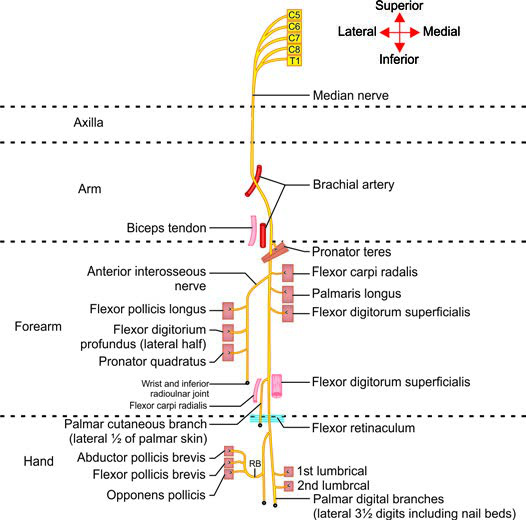 Superior
C5
C6
C7
C8
T1
Lateral
Medial
Inferior
Median nerve
Axilla
Arm
Brachial artery
Biceps tendon
Pronator teres
Anterior interosseous
nerve
Flexor carpi radalis
Palmaris longus
Flexor pollicis longus
Flexor digitorum superficialis
Forearm
Flexor digitorium
profundus (lateral half)
Pronator quadratus
Wrist and inferior
radioulnar joint
Flexor carpi radialis
Flexor digitorum superficialis
Palmar cutaneous branch
(lateral ½ of palmar skin)
Flexor retinaculum
Hand
Abductor pollicis brevis
Flexor pollicis brevis
Opponens pollicis
RB
1st lumbrical
2nd lumbrcal
Palmar digital branches
(lateral 3½ digits including nail beds)